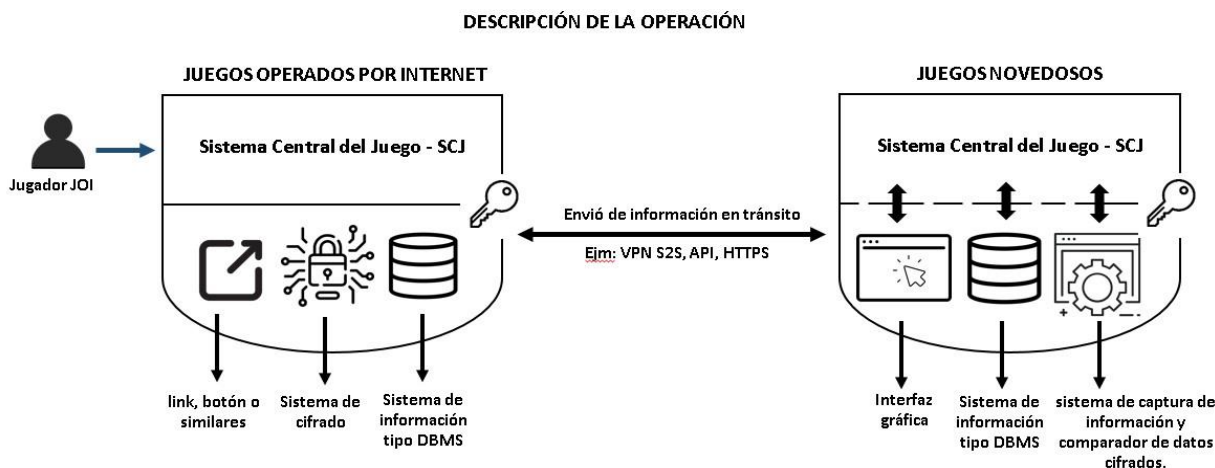 DESCRIPCIÓN DE LA OPERACIÓN
JUEGOS OPERADOS POR INTERNET
JUEGOS NOVEDOSOS
Sistema Central del Juego - SCJ
Sistema Central del Juego - SCJ
Jugador JOI
Envió de información en tránsito
Ejm: VPN S2S, API, HTTPS
link, botón o
similares
Sistema de
cifrado
Sistema de
información
tipo DBMS
Interfaz
gráfica
Sistema de
información
tipo DBMS
sistema de captura de
información y
comparador de datos
cifrados.